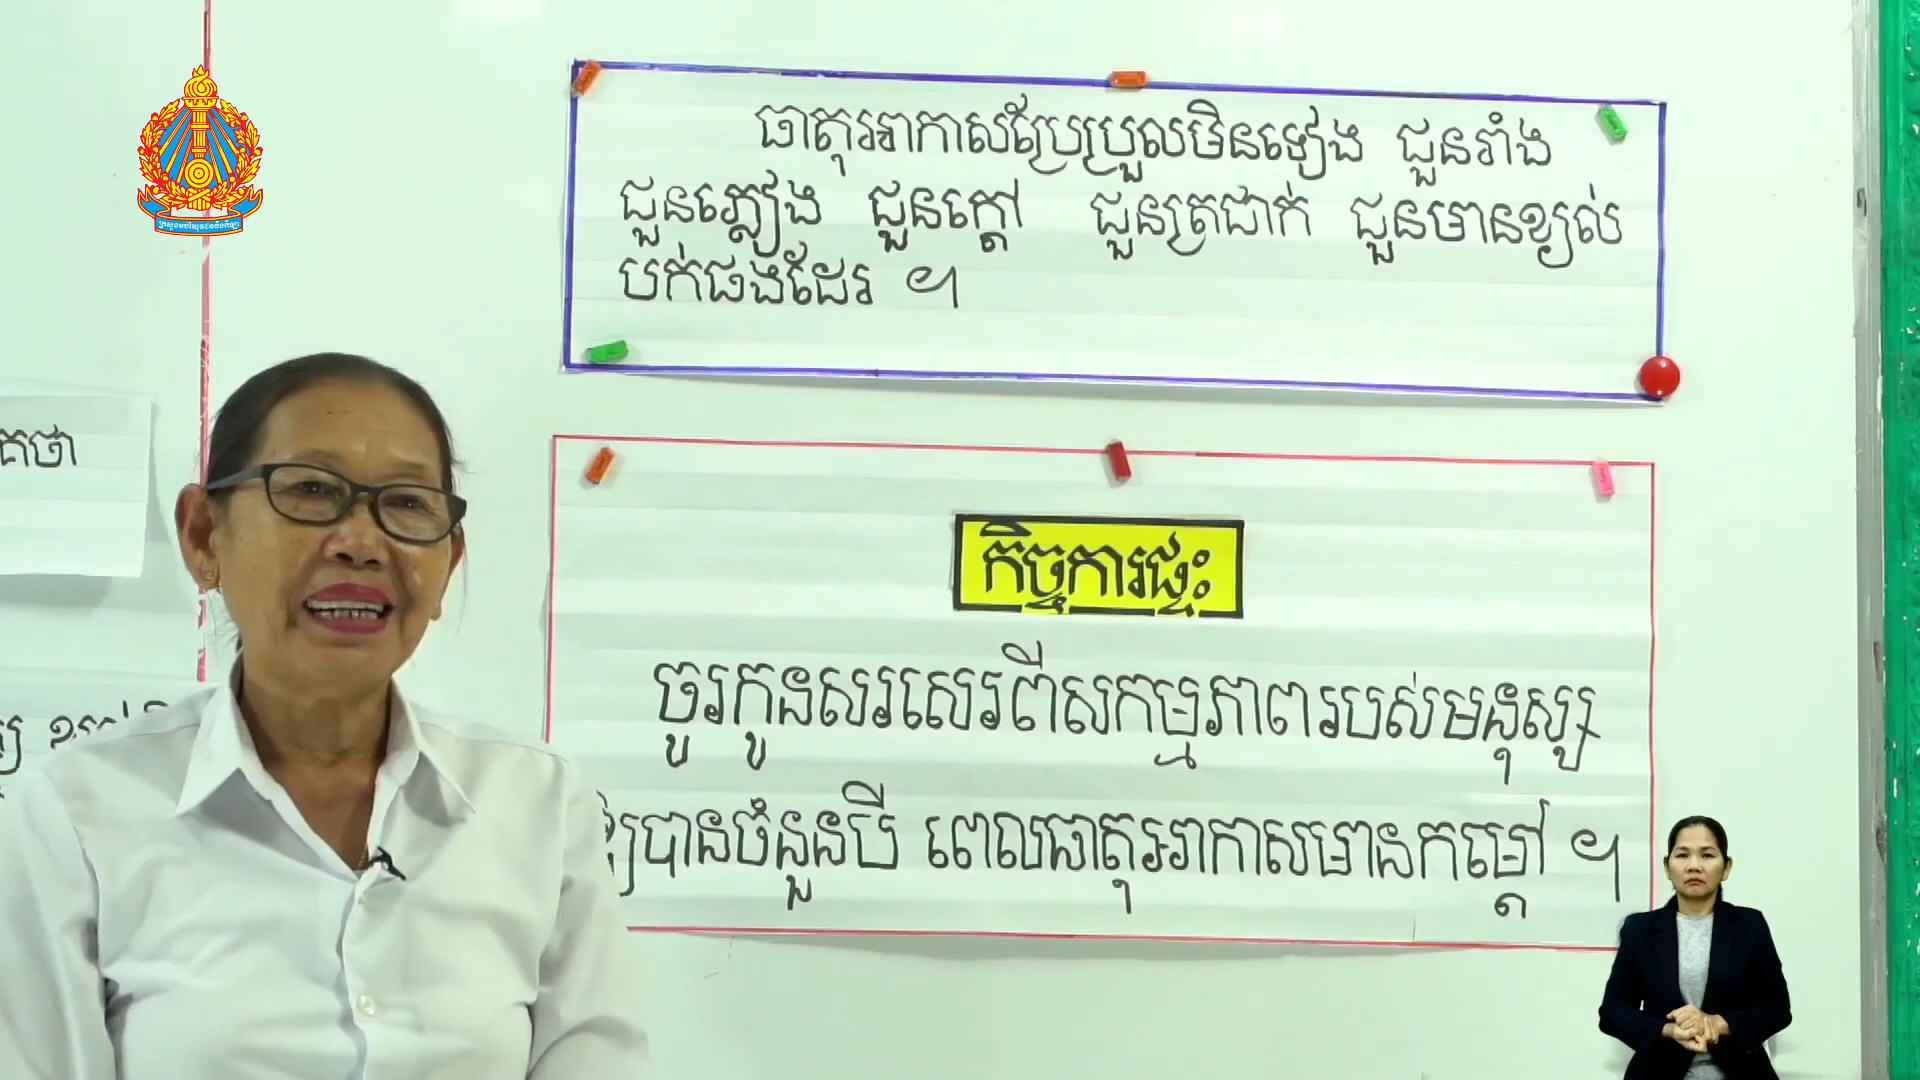 ធាតុអាកាសប្រែប្រួលមិនទៀង ជួនរាំង
ជួនភ្លៀង ជួនក្ដៅ ជួនត្រជាក់ ជួនមានខ្យល់
បក់ផងដែរ ។
គថា
កិច្ចការផ្ទះ
ចូរកូនសរសេរពីសកម្មភាពរបស់មនុស្ស
ឱ្យបានចំនួនបី ពេលធាតុអាកាសមានកម្ដៅ ។